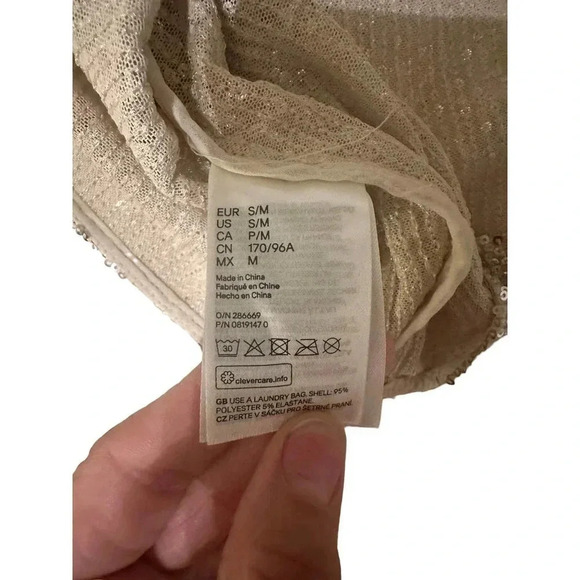 EUR S/M
US S/M
CA P/M
CN 170/96A
MX M
Made in China
Fabriqué en Chine
Hecho en China
O/N 286669
P/N 0819147 0
30
clevercare.info
GB USE A LAUNDRY BAG. SHELL: 95%
POLYESTER 5% ELASTANE.
CZ PERTE V SÁČKU PRO ŠETRNÉ PRANÍ